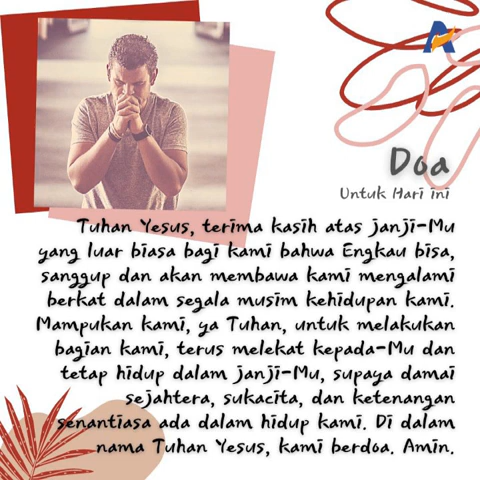 Doa
Untuk Hari ini
Tuhan Yesus, terima kasih atas janji-Mu
yang luar biasa bagi kami bahwa Engkau bisa,
sanggup dan akan membawa kami mengalami
berkat dalam segala musim kehidupan kami.
Mampukan kami, ya Tuhan, untuk melakukan
bagian kami, terus melekat kepada-Mu dan
tetap hidup dalam janji-Mu, supaya damai
sejahtera, sukacita, dan ketenangan
senantiasa ada dalam hidup kami. Di dalam
nama Tuhan Yesus, kami berdoa. Amin.